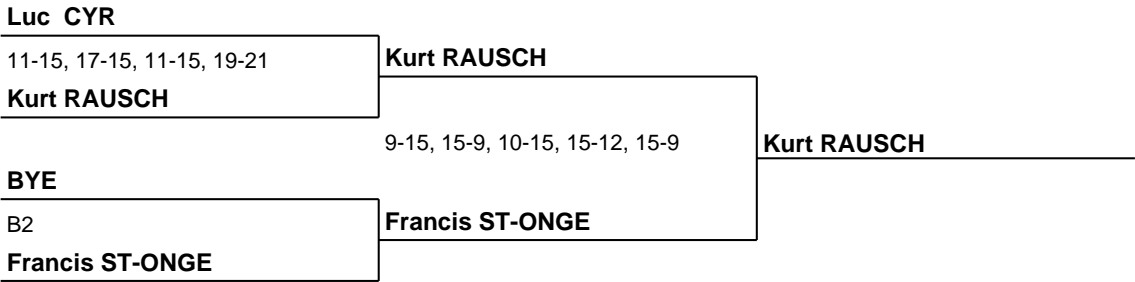 Luc CYR
11-15, 17-15, 11-15, 19-21
Kurt RAUSCH
Kurt RAUSCH
9-15, 15-9, 10-15, 15-12, 15-9
Kurt RAUSCH
BYE
B2
Francis ST-ONGE
Francis ST-ONGE